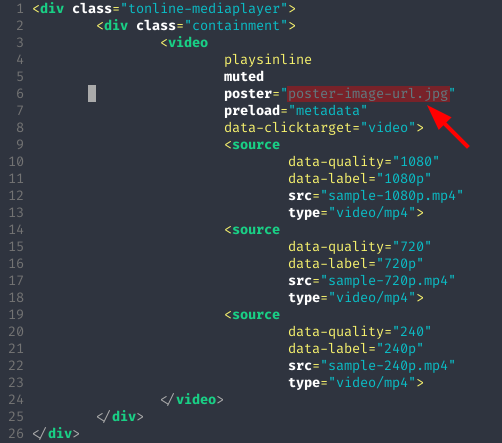 1 <div class="tonline-mediaplayer">
2 <div class="containment">
3 <video
4 playsinline
5 muted
6 poster="poster-image-url.jpg"
7 preload="metadata"
8 data-clicktarget="video">
9 <source
10 data-quality="1080"
11 data-label="1080p"
12 src="sample-1080p.mp4"
13 type="video/mp4">
14 <source
15 data-quality="720"
16 data-label="720p"
17 src="sample-720p.mp4"
18 type="video/mp4">
19 <source
20 data-quality="240"
21 data-label="240p"
22 src="sample-240p.mp4"
23 type="video/mp4">
24 </video>
25 </div>
26 </div>